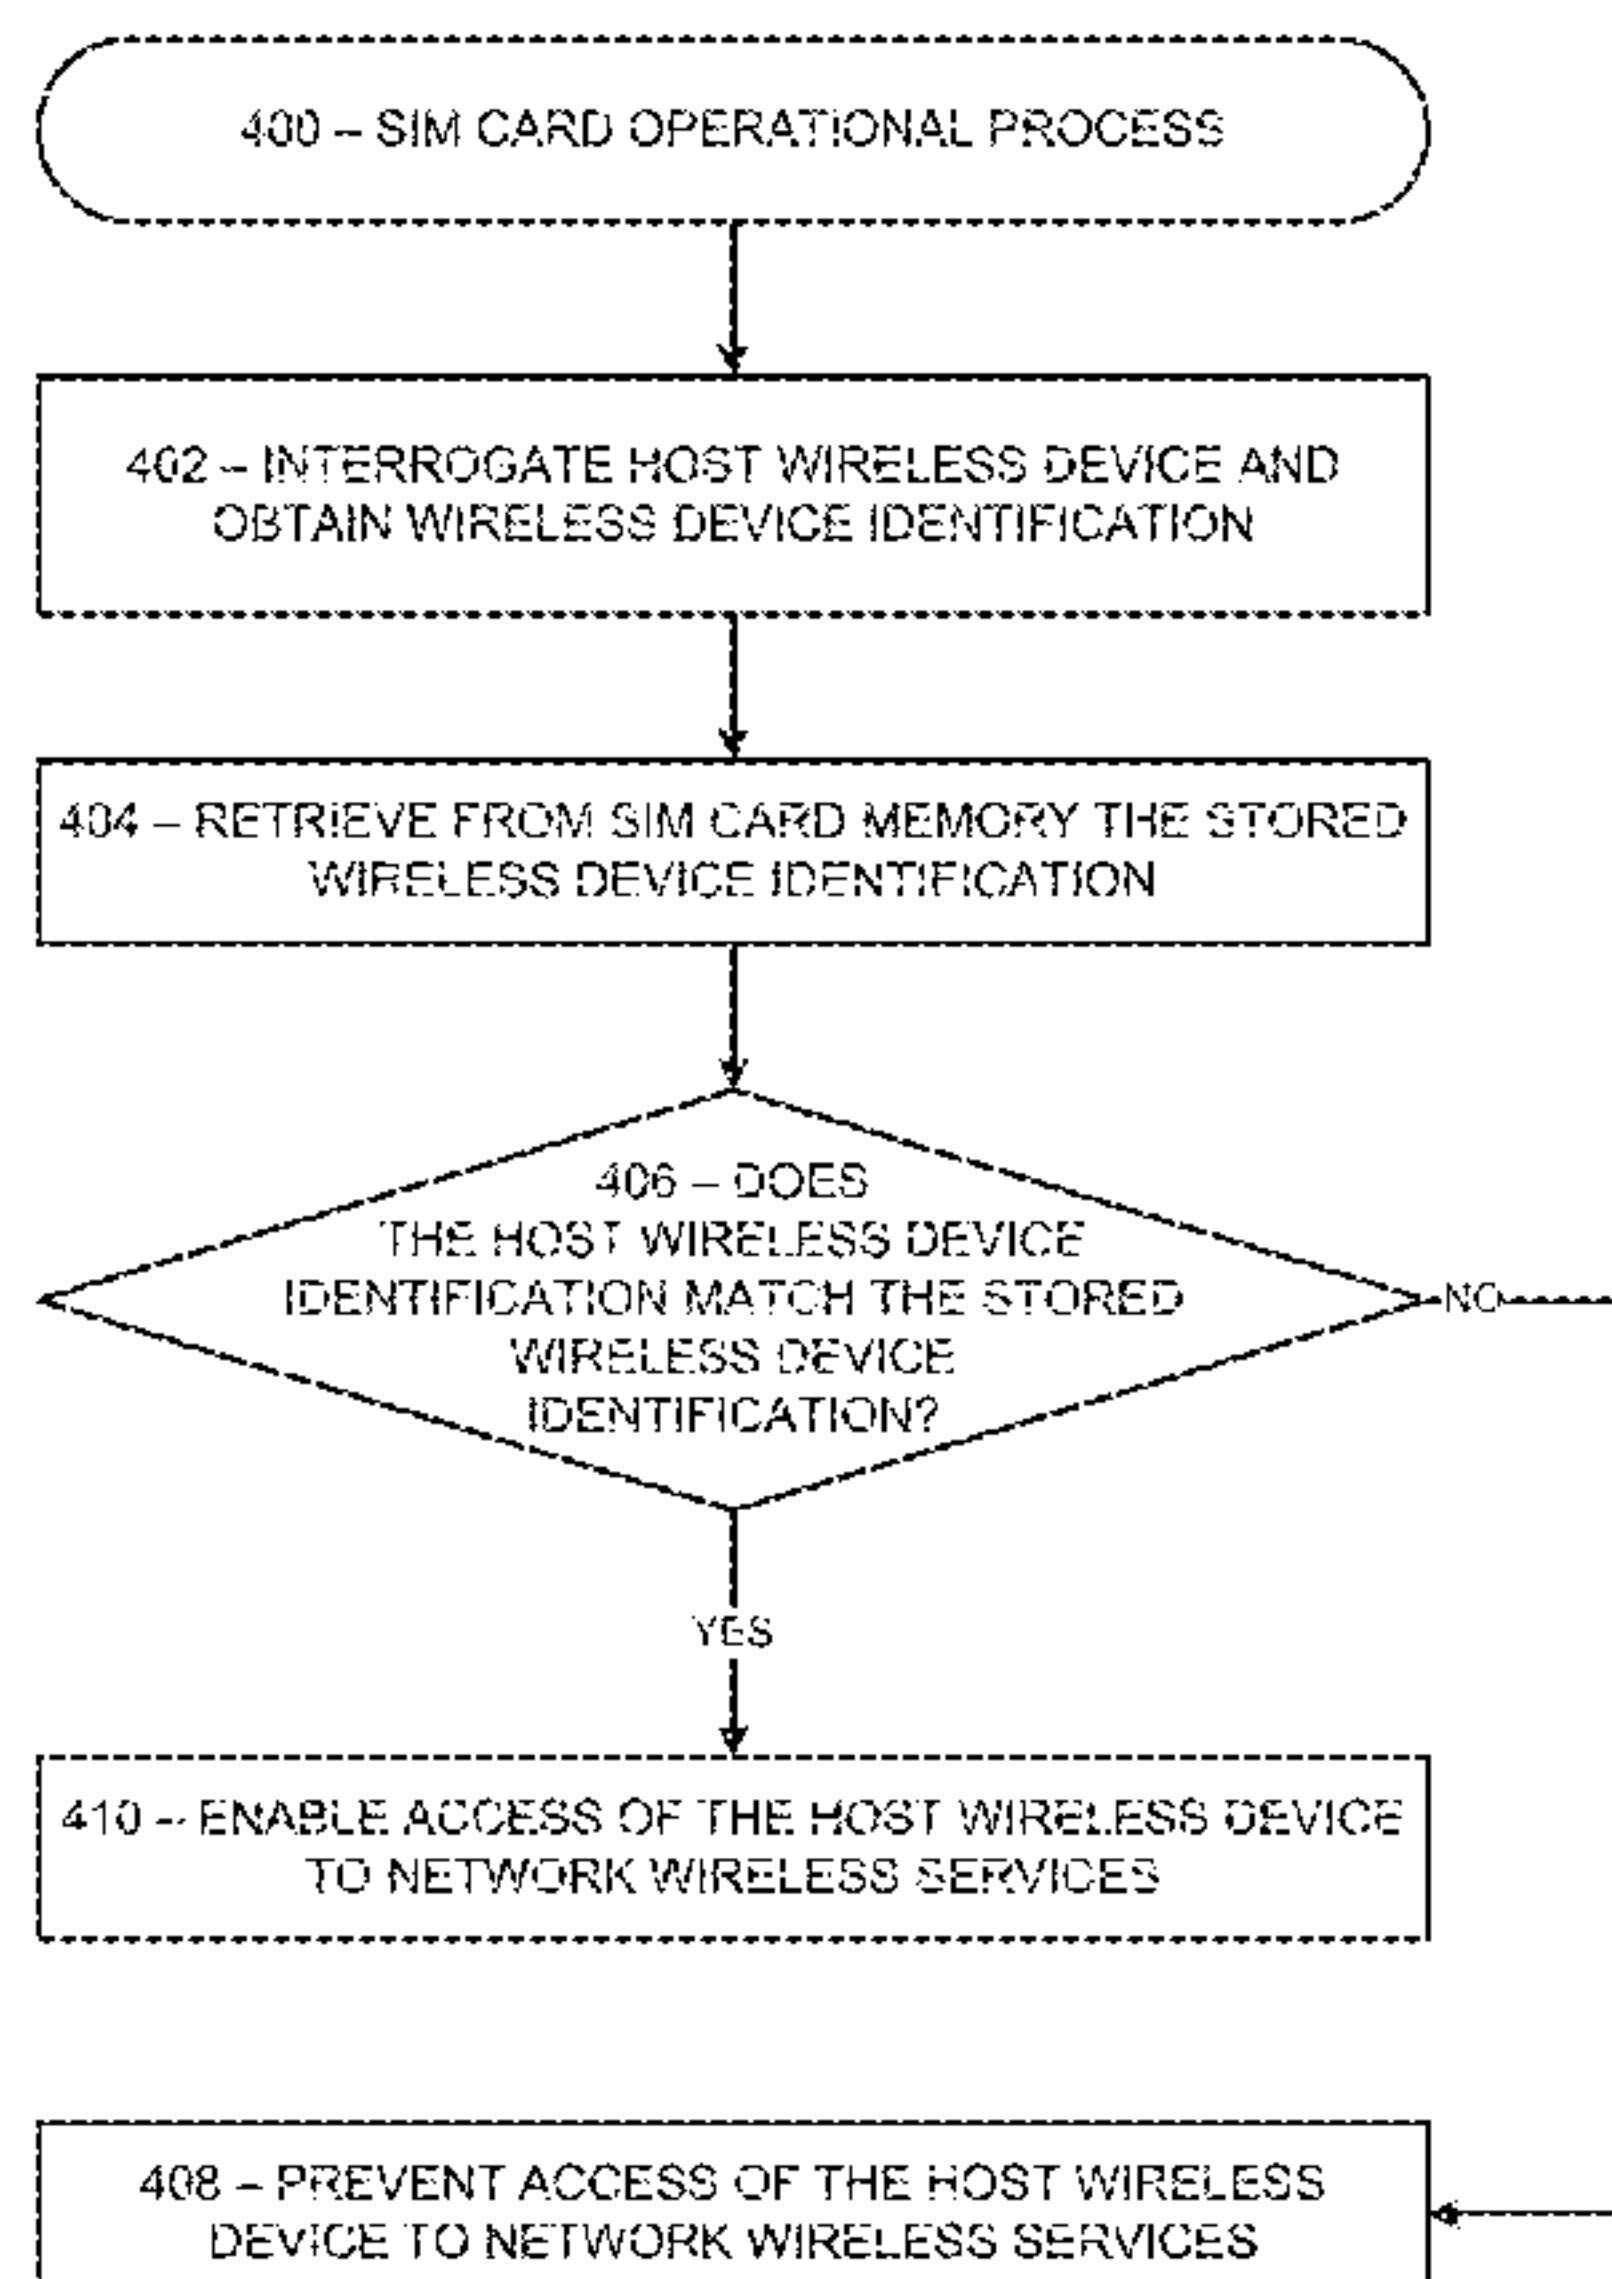 400 – SIM CARD OPERATIONAL PROCESS
402 – INTERROGATE HOST WIRELESS DEVICE AND
OBTAIN WIRELESS DEVICE IDENTIFICATION
404 – RETRIEVE FROM SIM CARD MEMORY THE STORED
WIRELESS DEVICE IDENTIFICATION
406 – DOES
THE HOST WIRELESS DEVICE
IDENTIFICATION MATCH THE STORED
WIRELESS DEVICE
IDENTIFICATION?
NO
YES
410 – ENABLE ACCESS OF THE HOST WIRELESS DEVICE
TO NETWORK WIRELESS SERVICES
408 – PREVENT ACCESS OF THE HOST WIRELESS
DEVICE TO NETWORK WIRELESS SERVICES